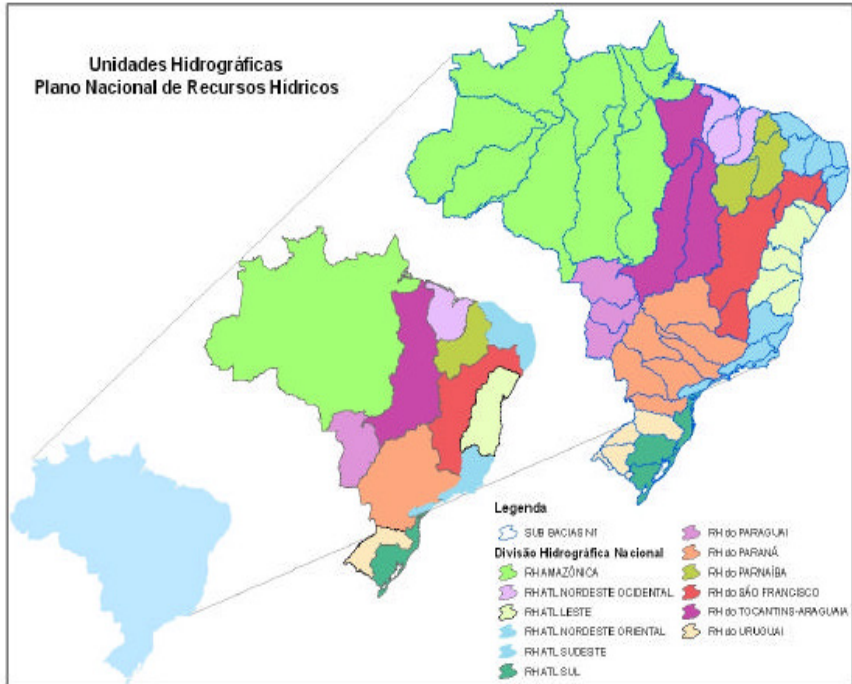 Unidades Hidrográficas
Plano Nacional de Recursos Hídricos
Legenda
SUB BACIAS N1
Divisão Hidrográfica Nacional
RH AMAZÔNICA
RH ATL NORDESTE OCIDENTAL
RH ATL LESTE
RH ATL NORDESTE ORIENTAL
RH ATL SUDESTE
RH ATL SUL
RH do PARAGUAI
RH do PARANÁ
RH do PARNAÍBA
RH do SÃO FRANCISCO
RH do TOCANTINS-ARAGUAIA
RH do URUGUAI